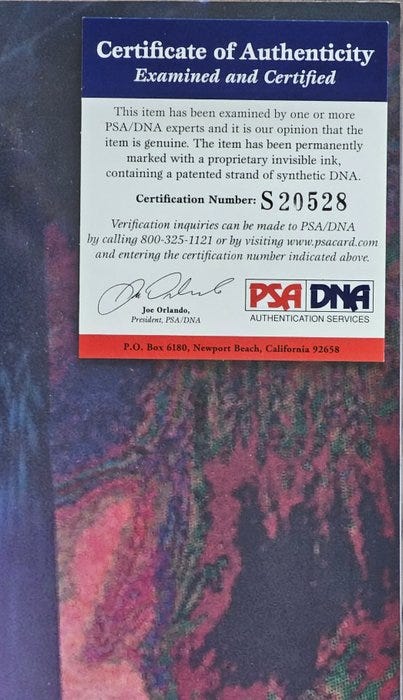 Certificate of Authenticity
Examined and Certified
This item has been examined by one or more
PSA/DNA experts and it is our opinion that the
item is genuine. The item has been permanently
marked with a proprietary invisible ink,
containing a patented strand of synthetic DNA.
Certification Number: S20528
Verification inquiries can be made to PSA/DNA
by calling 800-325-1121 or by visiting www.psacard.com
and entering the certification number indicated above.
Joe Orlando,
President, PSA/DNA
PSA DNA
AUTHENTICATION SERVICES
P.O. Box 6180, Newport Beach, California 92658